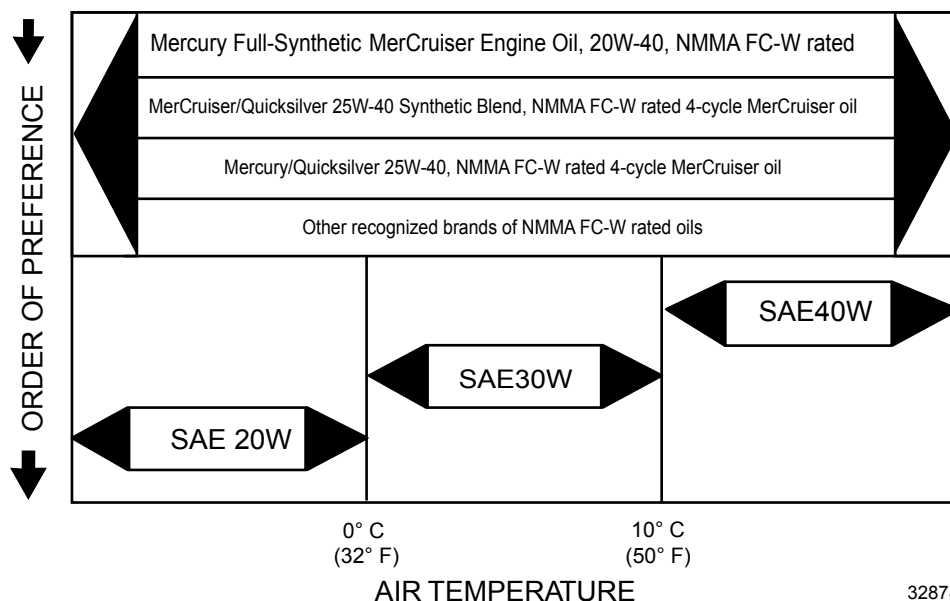 ORDER OF PREFERENCE
Mercury Full-Synthetic MerCruiser Engine Oil, 20W-40, NMMA FC-W rated
MerCruiser/Quicksilver 25W-40 Synthetic Blend, NMMA FC-W rated 4-cycle MerCruiser oil
Mercury/Quicksilver 25W-40, NMMA FC-W rated 4-cycle MerCruiser oil
Other recognized brands of NMMA FC-W rated oils
SAE40W
SAE30W
SAE 20W
0° C
(32° F)
10° C
(50° F)
AIR TEMPERATURE
3287